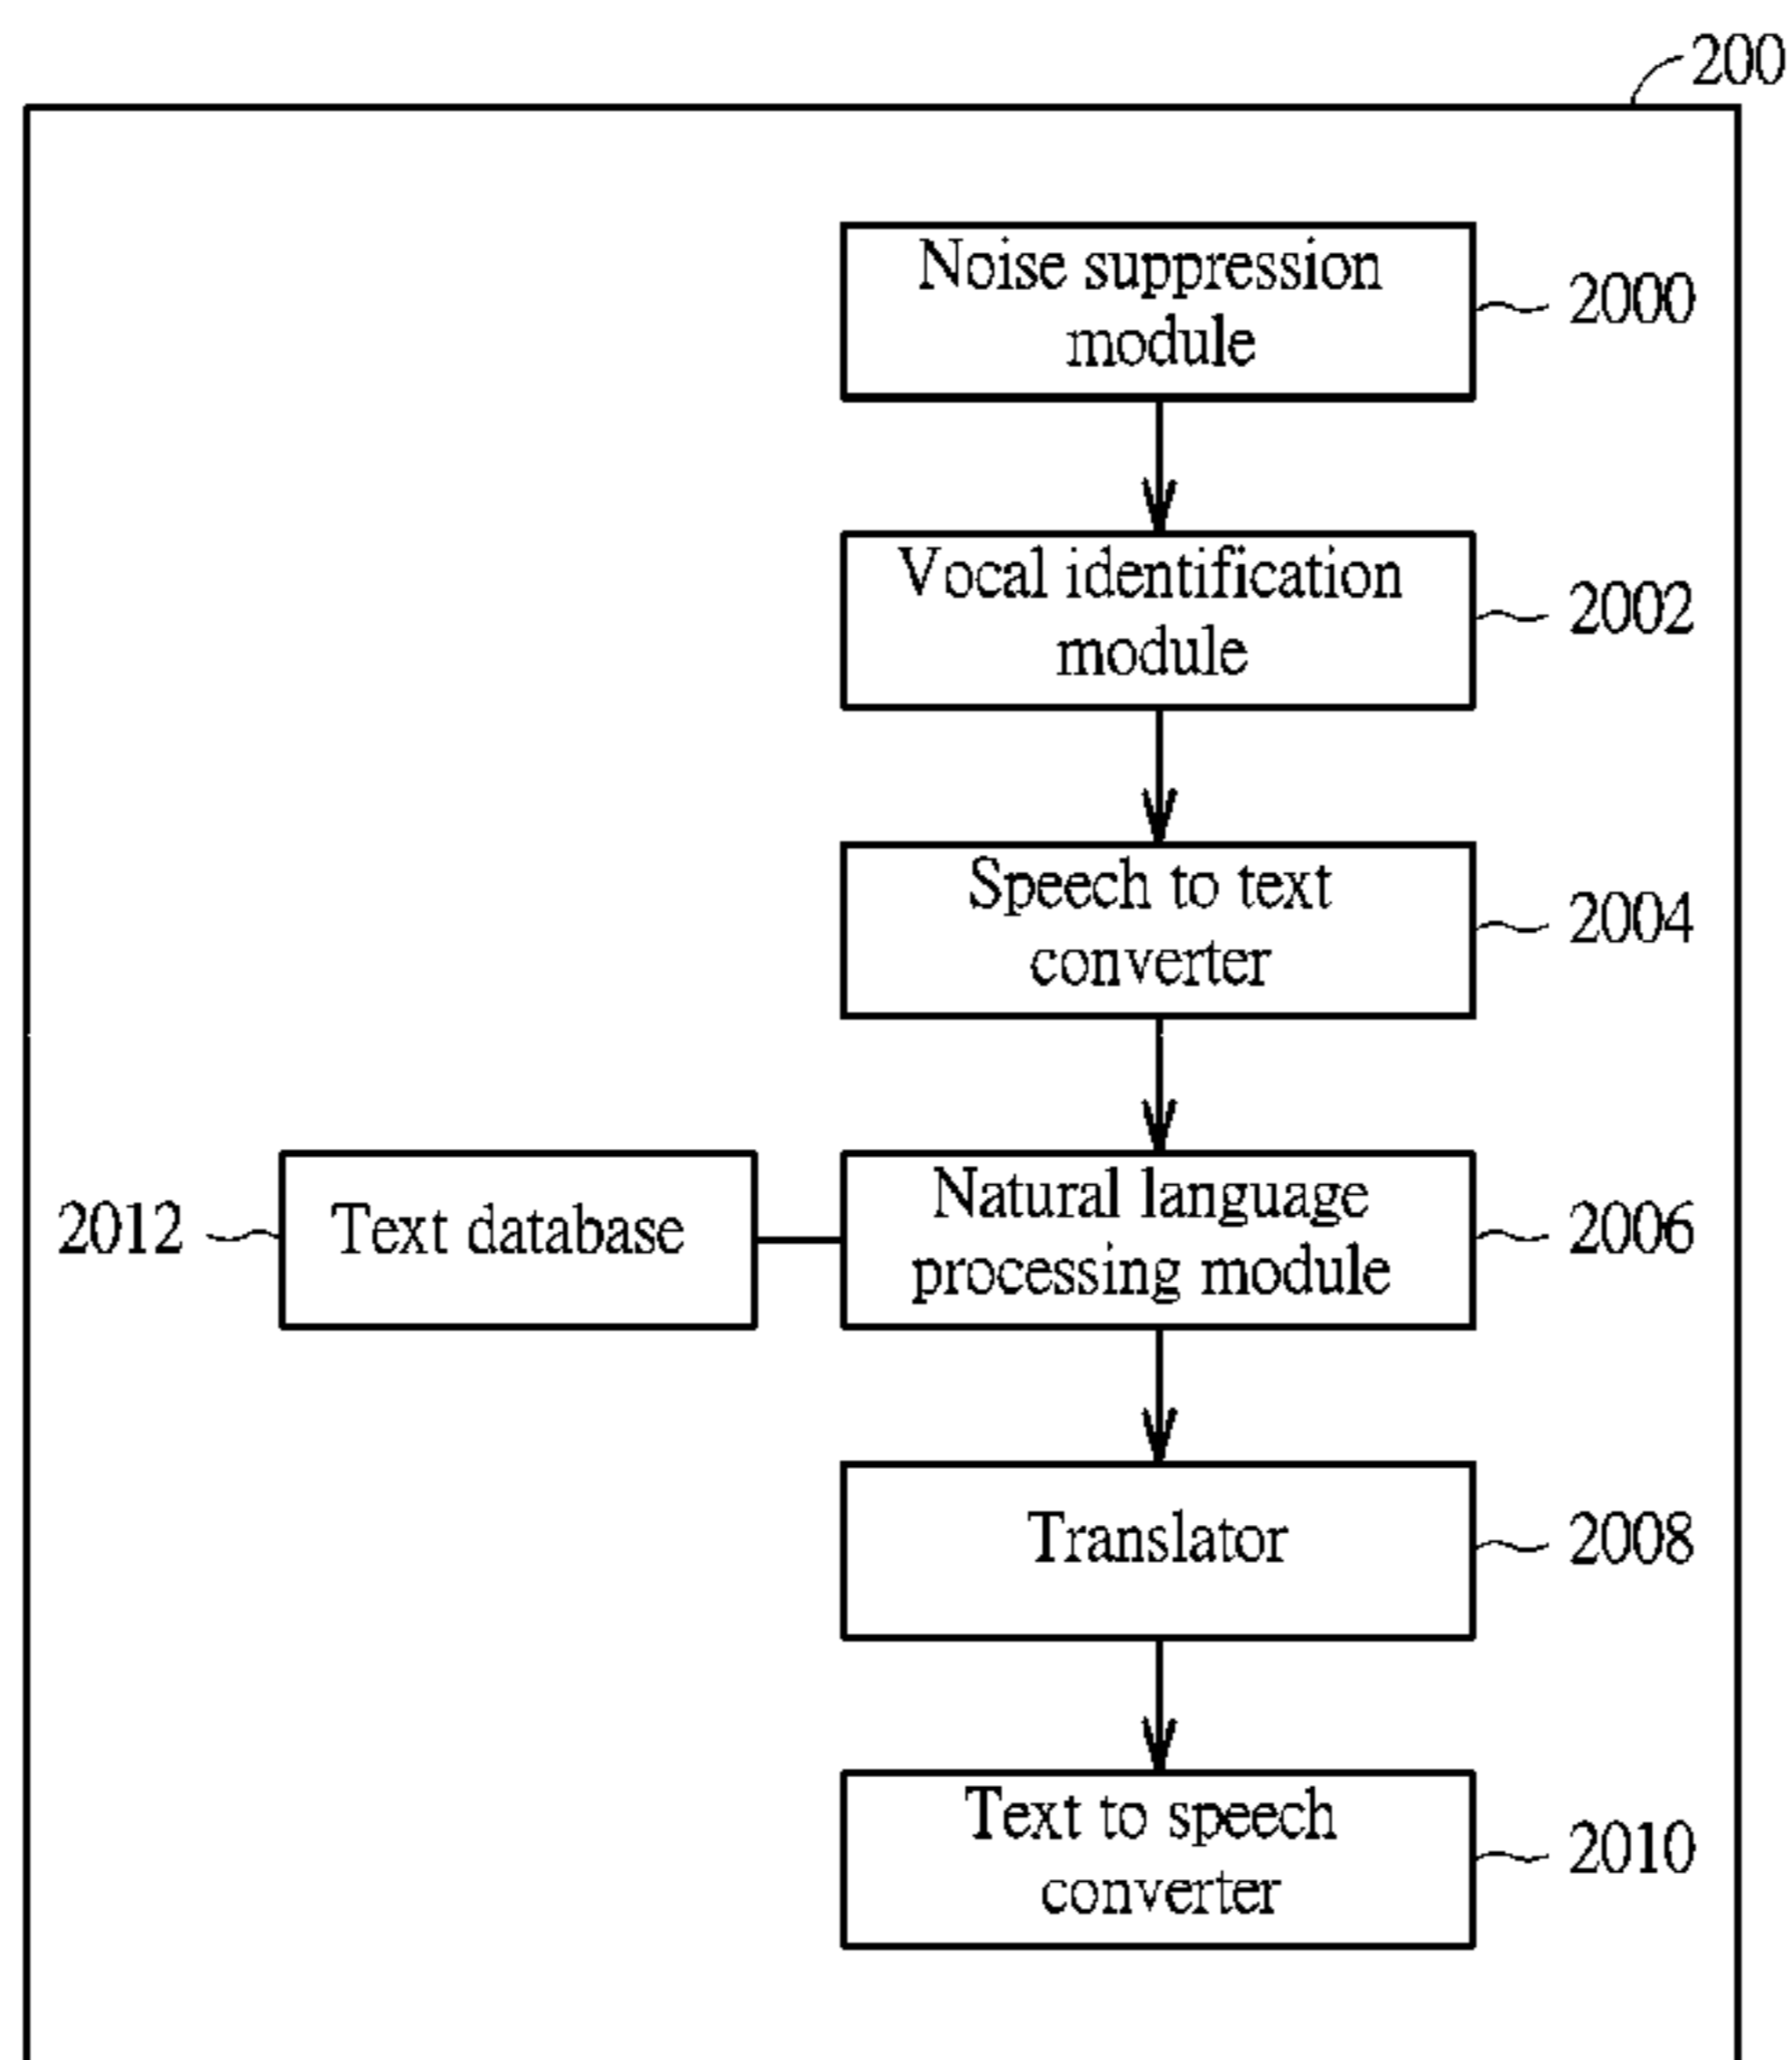 200
Noise suppression
module
2000
Vocal identification
module
2002
Speech to text
converter
2004
2012
Text database
Natural language
processing module
2006
Translator
2008
Text to speech
converter
2010